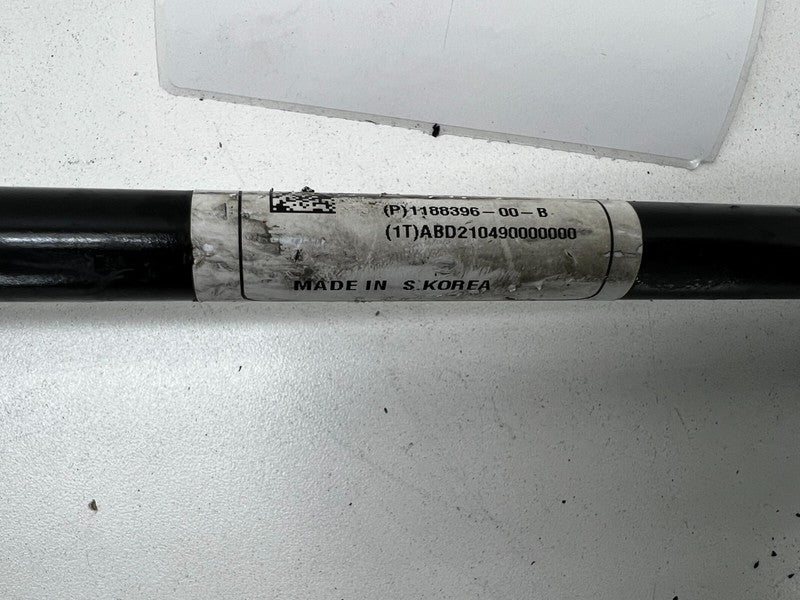 (P)1188396-00-B
(1T)ABD210490000000
MADE IN S.KOREA